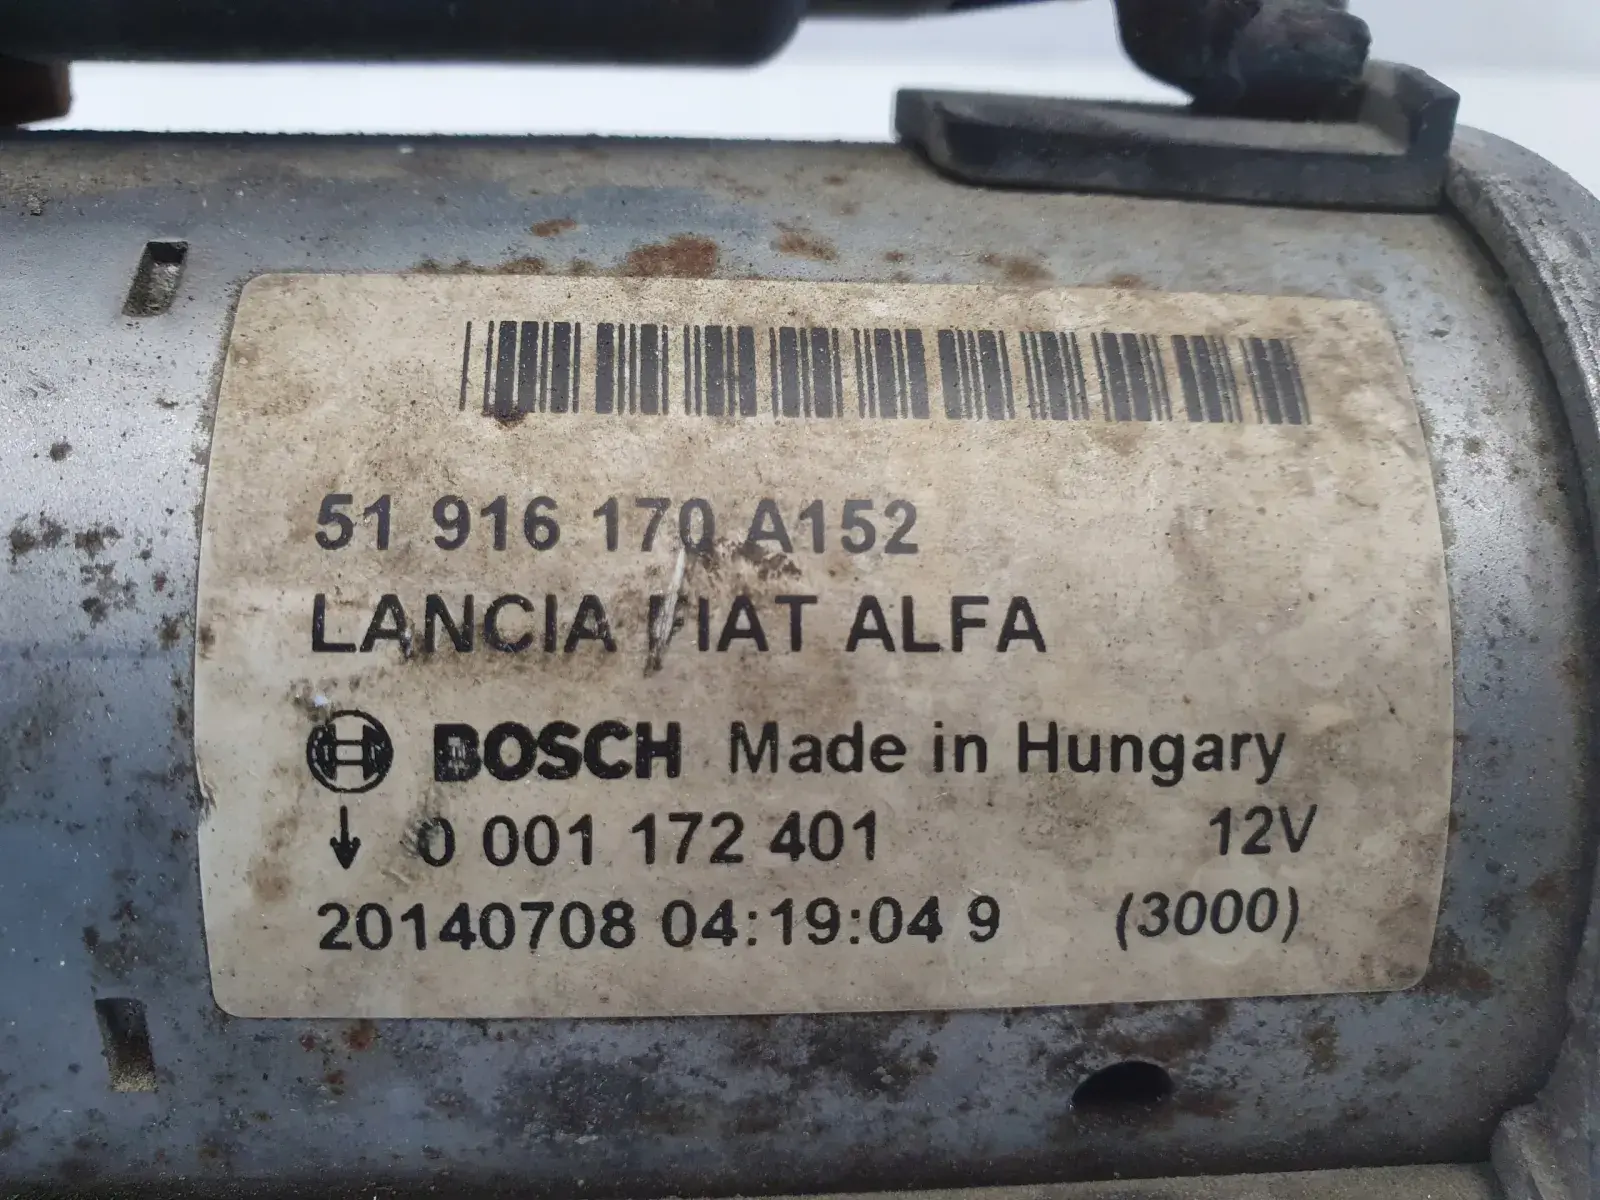 51 916 170 A152
LANCIA FIAT ALFA
BOSCH Made in Hungary
↓ 0 001 172 401 12V
20140708 04:19:04 9 (3000)